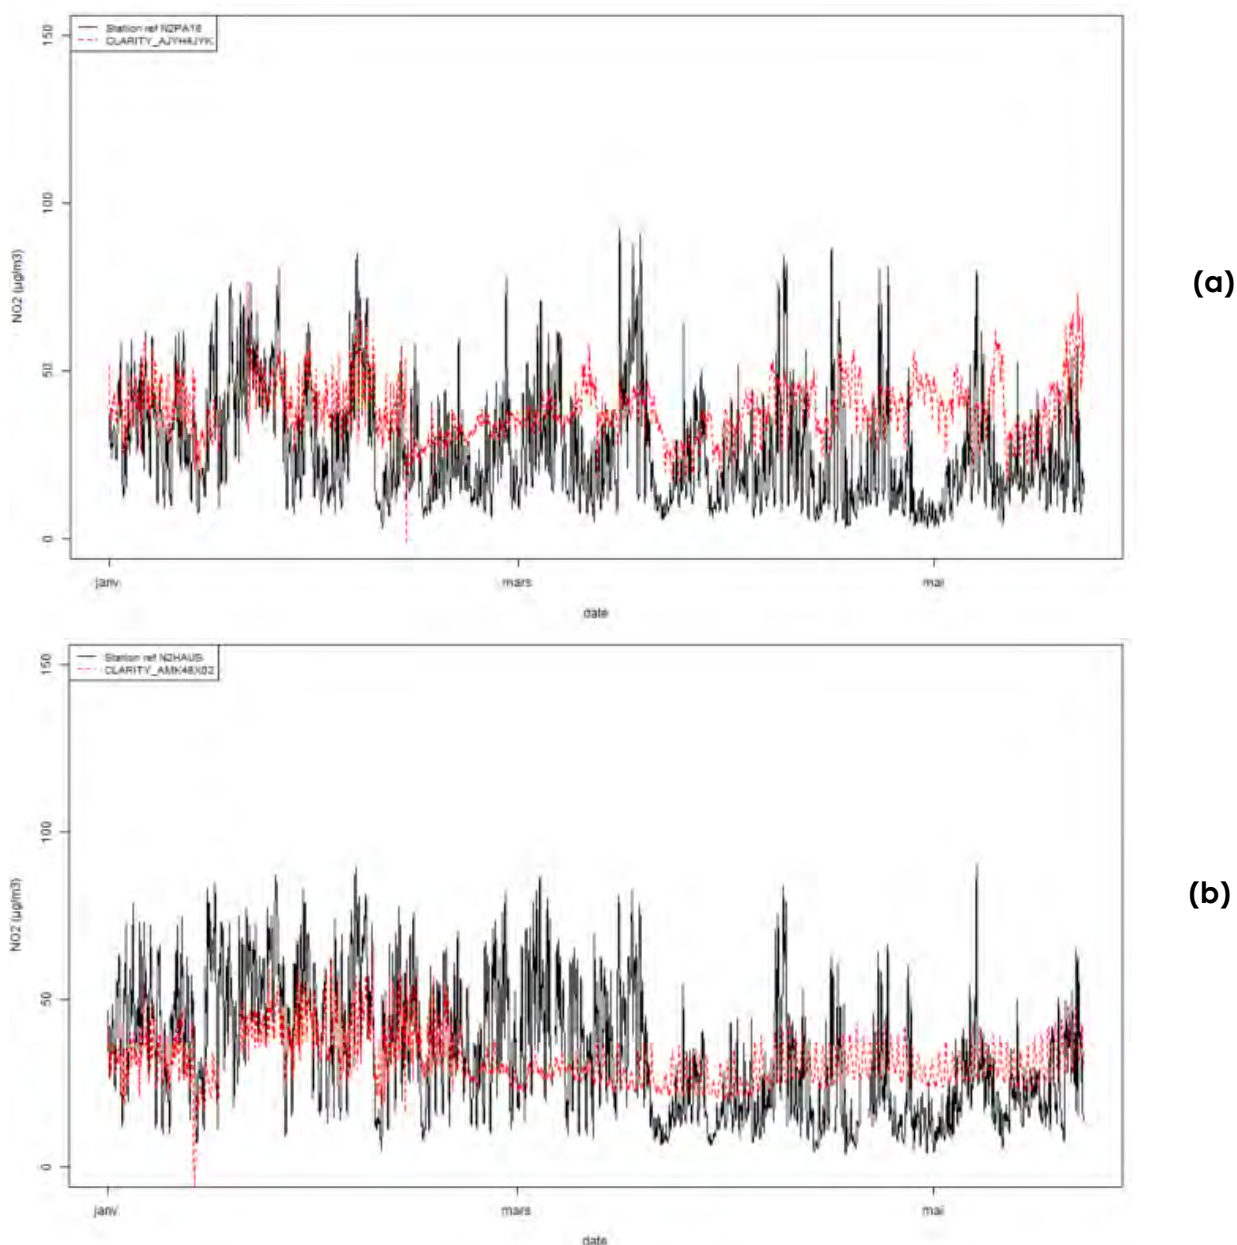 Station ref N2PA18
CLARITY_AJYH4JYK
150
100
50
0
NO2 (µg/m3)
janv.
mars
mai
date
(a)
Station ref N2HAUS
CLARITY_AMK48X02
150
100
50
0
NO2 (µg/m3)
janv.
mars
mai
date
(b)